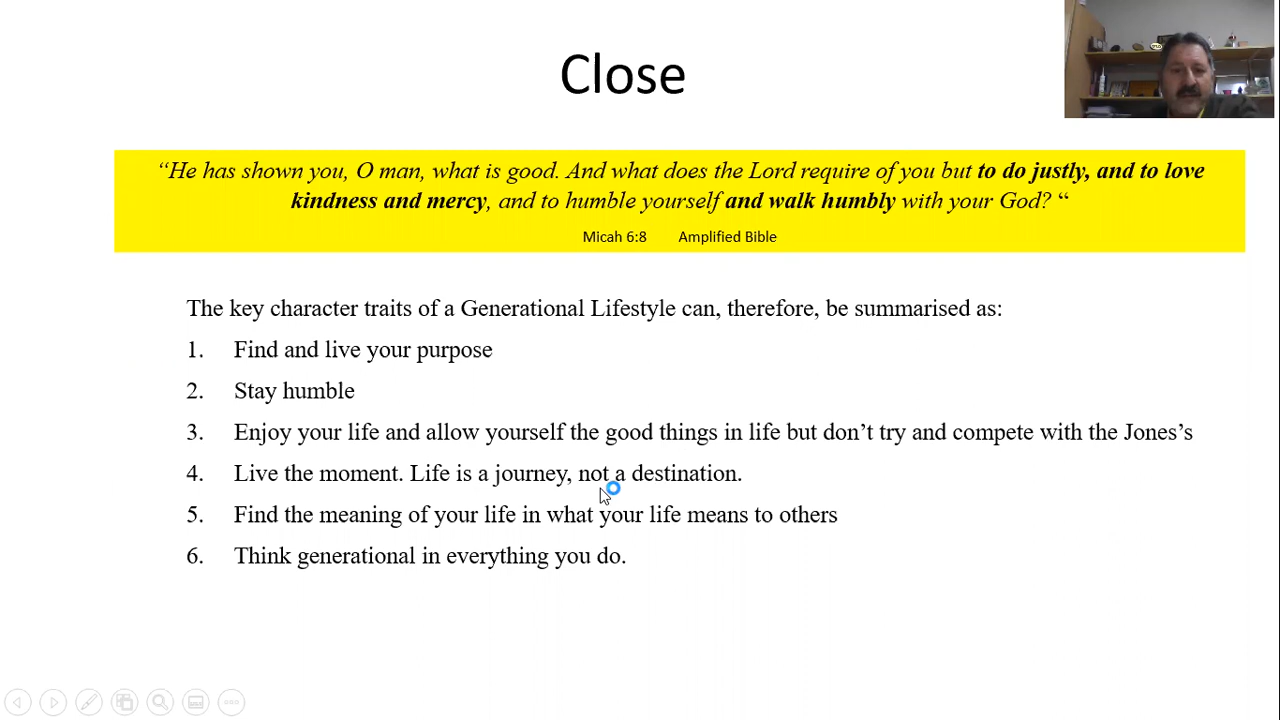 Close
“He has shown you, O man, what is good. And what does the Lord require of you but to do justly, and to love
kindness and mercy, and to humble yourself and walk humbly with your God? “
Micah 6:8 Amplified Bible
The key character traits of a Generational Lifestyle can, therefore, be summarised as:
1. Find and live your purpose
2. Stay humble
3. Enjoy your life and allow yourself the good things in life but don’t try and compete with the Jones’s
4. Live the moment. Life is a journey, not a destination.
5. Find the meaning of your life in what your life means to others
6. Think generational in everything you do.